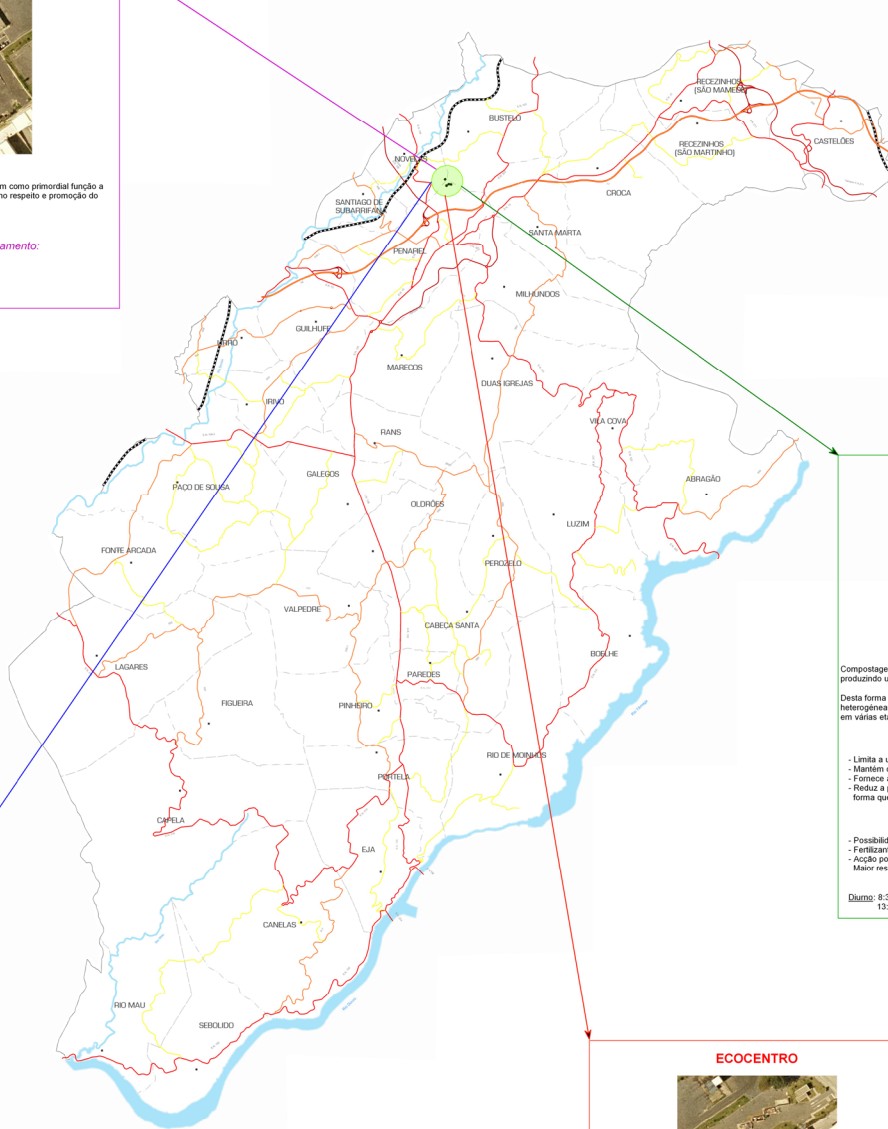 m como primordial função a
no respeito e promoção do
amento:
RECEZINHOS
(SÃO MAMEDE)
BUSTELO
CASTELÕES
RECEZINHOS
(SÃO MARTINHO)
NOVELAS
CROCA
SANTIAGO DE
SUBARRIFANA
SANTA MARTA
PENAFIEL
MILHUNDOS
GUILHUFE
URRÔ
MARECOS
DUAS IGREJAS
IRIVO
VILA COVA
RANS
GALEGOS
ABRAGÃO
PAÇO DE SOUSA
OLDRÕES
LUZIM
FONTE ARCADA
PEROZELO
VALPEDRE
CABEÇA SANTA
BOELHE
LAGARES
PAREDES
FIGUEIRA
PINHEIRO
RIO DE MOINHOS
PORTELA
CAPELA
EJA
CANELAS
RIO MAU
SEBOLIDO
Compostage
produzindo u
Desta forma
heterogénea
em várias eta
- Limita a u
- Mantém
- Fornece a
- Reduz a p
forma que
- Possibilid
- Fertilizant
- Acção po
Maior res
Diurno: 8:3
13:
ECOCENTRO